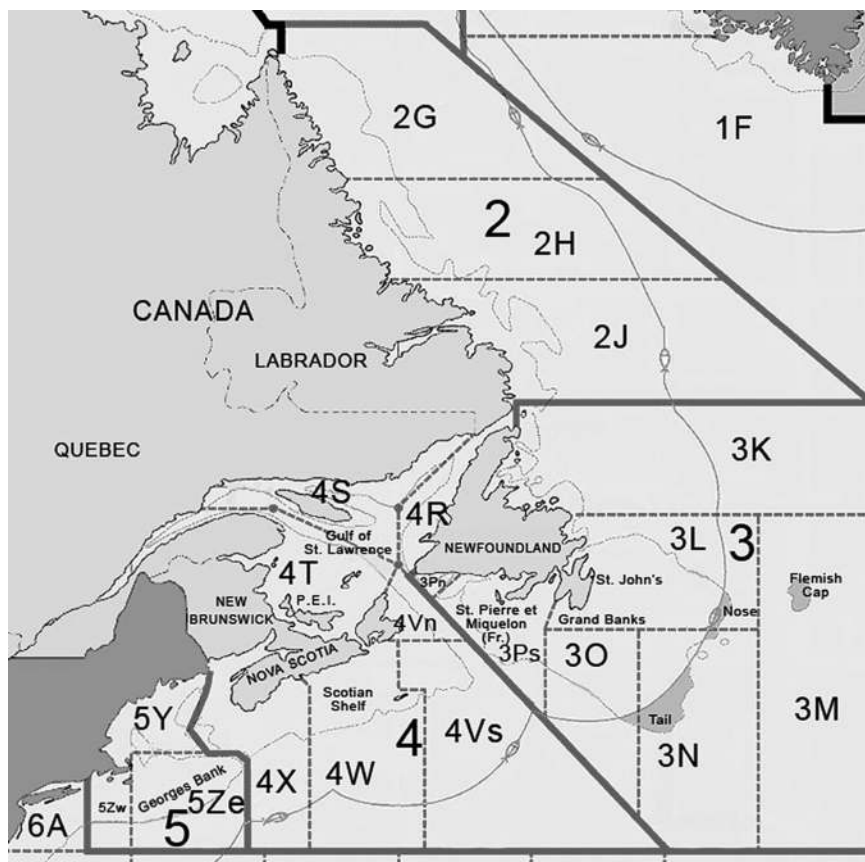 2G
1F
2
2H
CANADA
2J
LABRADOR
QUEBEC
3K
4S
4R
Gulf of
St. Lawrence
NEWFOUNDLAND
3L
3
4T
3Pn
St. John's
Flemish
Cap
P.E.I.
NEW
BRUNSWICK
St. Pierre et
Miquelon
(Fr.)
Grand Banks
Nose
4Vn
3Ps
3O
NOVA SCOTIA
Scotian
Shelf
5Y
4
4Vs
Tail
3M
3N
4X
4W
Georges Bank
5Zw
5Ze
6A
5